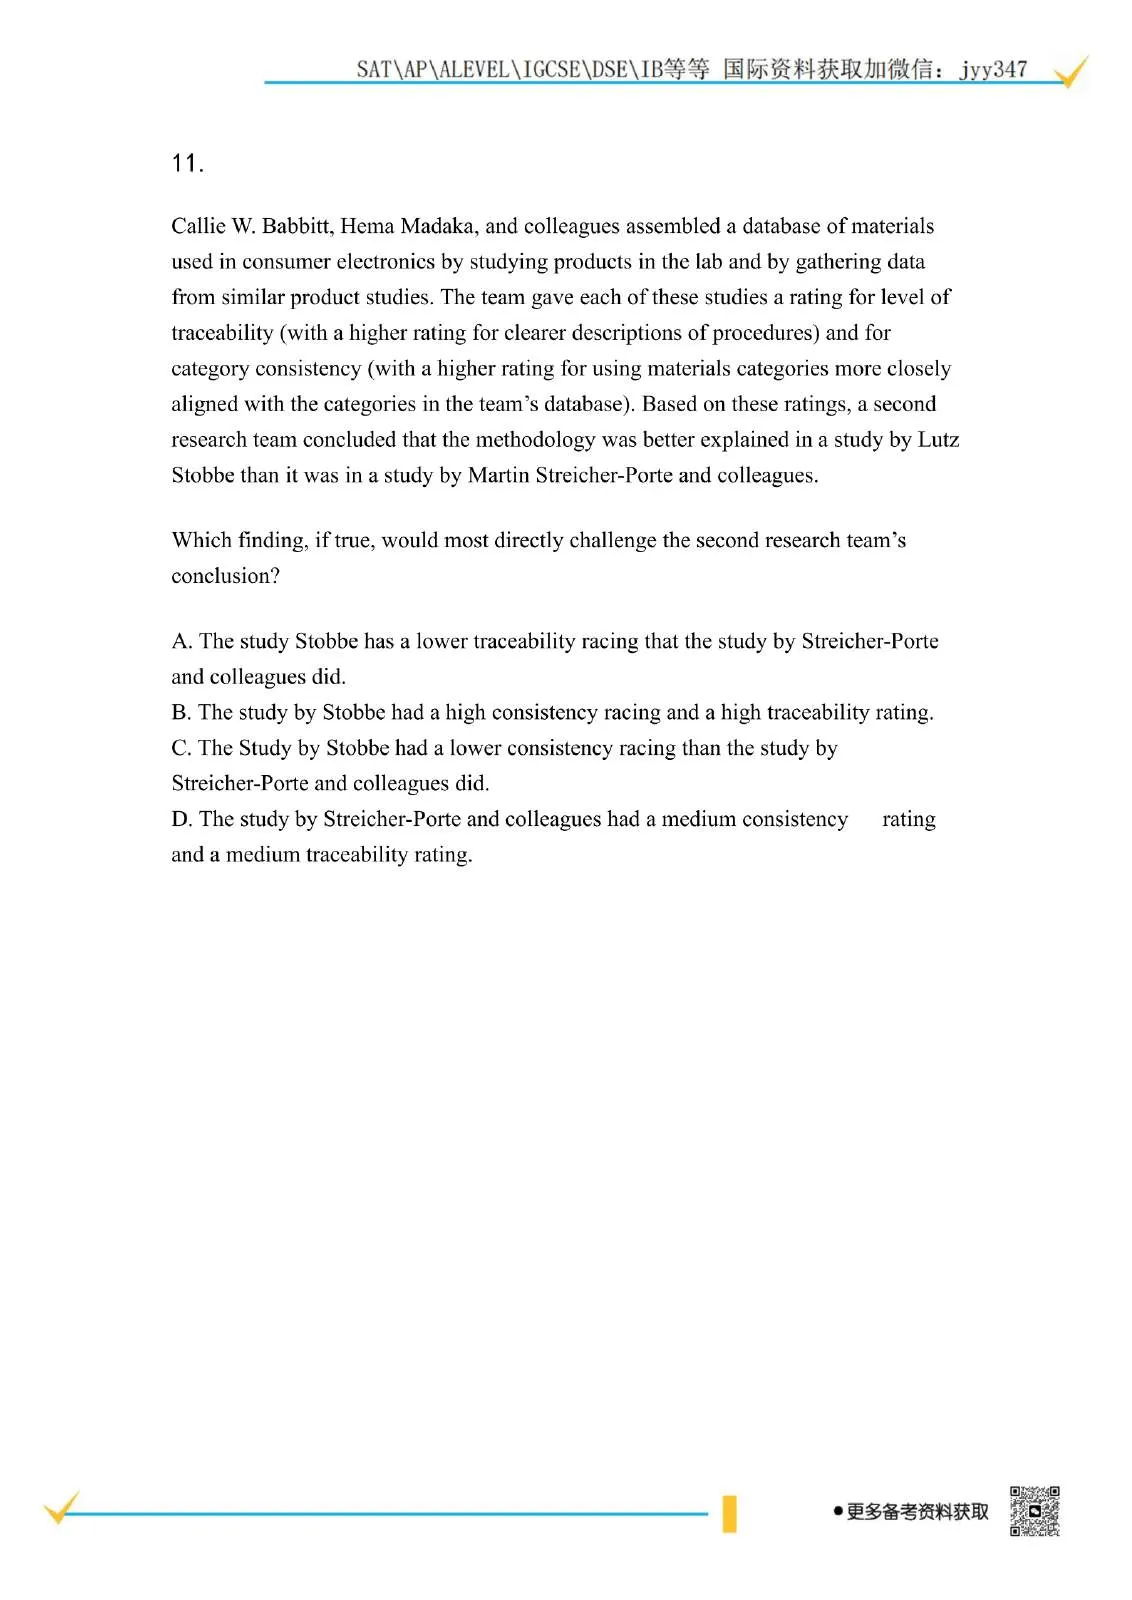 SAT\AP\ALEVEL\IGCSE\DSE\IB等等 国际资料获取加微信：jyy347
11.
Callie W. Babbitt, Hema Madaka, and colleagues assembled a database of materials
used in consumer electronics by studying products in the lab and by gathering data
from similar product studies. The team gave each of these studies a rating for level of
traceability (with a higher rating for clearer descriptions of procedures) and for
category consistency (with a higher rating for using materials categories more closely
aligned with the categories in the team's database). Based on these ratings, a second
research team concluded that the methodology was better explained in a study by Lutz
Stobbe than it was in a study by Martin Streicher-Porte and colleagues.
Which finding, if true, would most directly challenge the second research team's
conclusion?
A. The study Stobbe has a lower traceability racing that the study by Streicher-Porte
and colleagues did.
B. The study by Stobbe had a high consistency racing and a high traceability rating.
C. The Study by Stobbe had a lower consistency racing than the study by
Streicher-Porte and colleagues did.
D. The study by Streicher-Porte and colleagues had a medium consistency rating
and a medium traceability rating.
●更多备考资料获取